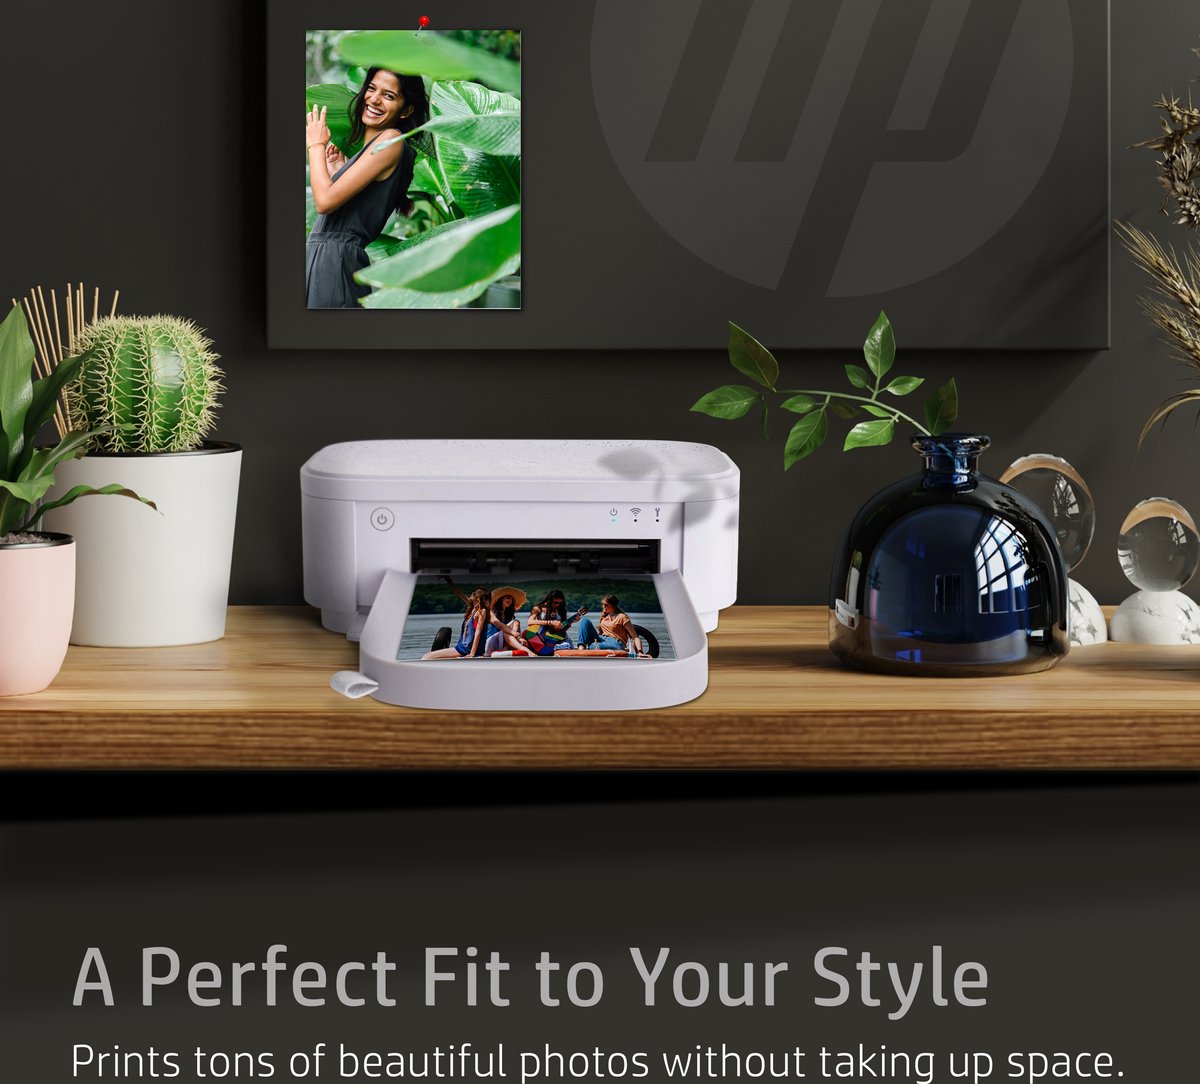 hp
A Perfect Fit to Your Style
Prints tons of beautiful photos without taking up space.